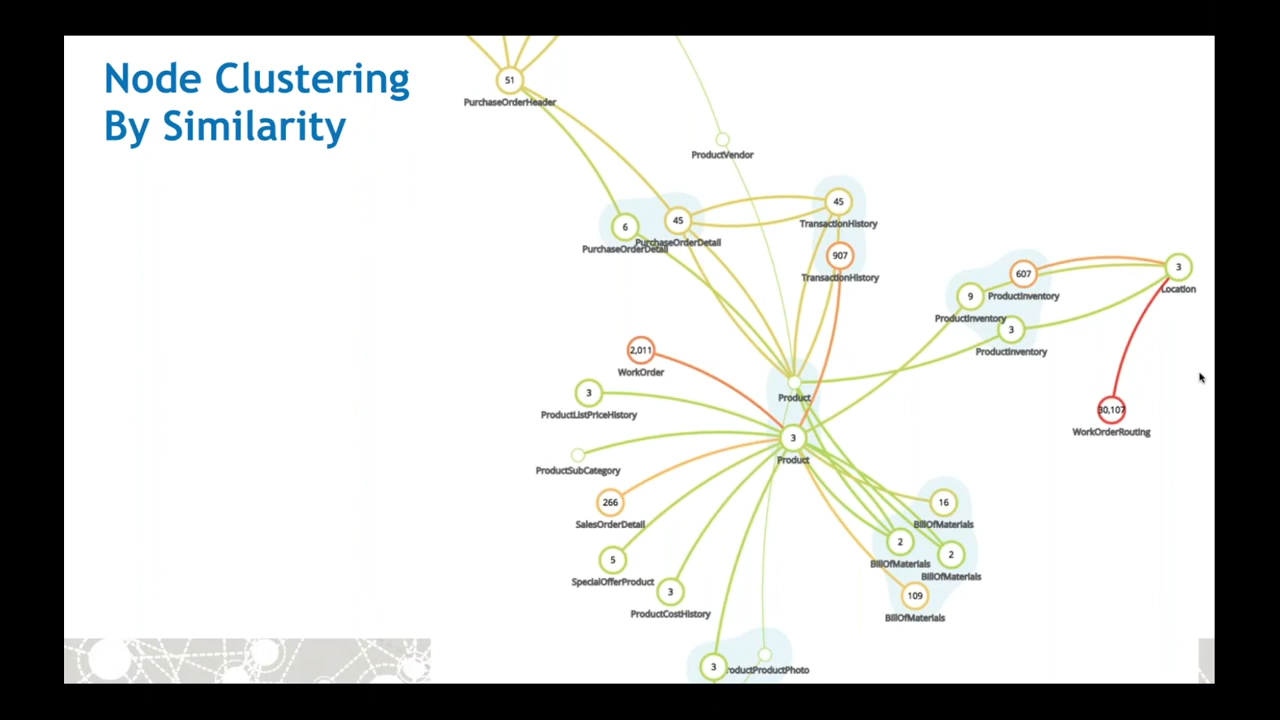 Node Clustering
By Similarity
51
PurchaseOrderHeader
ProductVendor
45
TransactionHistory
6
45
PurchaseOrderDetail
PurchaseOrderDetail
907
TransactionHistory
3
Location
607
ProductInventory
9
ProductInventory
3
ProductInventory
2,011
WorkOrder
3
ProductListPriceHistory
Product
30,107
WorkOrderRouting
3
Product
ProductSubCategory
266
SalesOrderDetail
16
BillOfMaterials
2
BillOfMaterials
2
BillOfMaterials
5
SpecialOfferProduct
3
ProductCostHistory
109
BillOfMaterials
3
roductProductPhoto